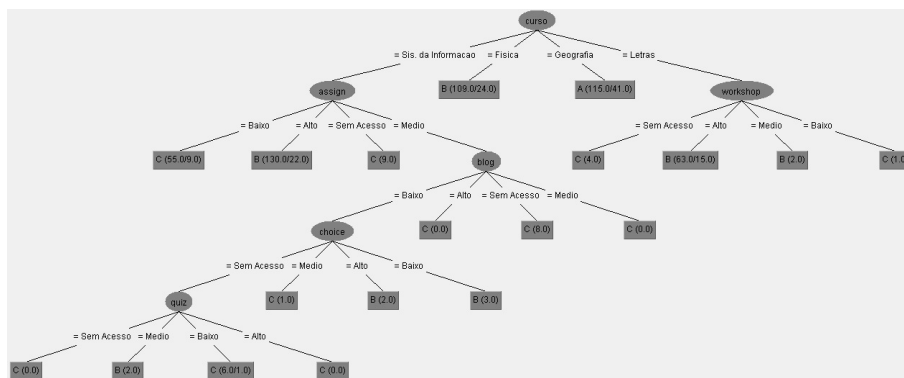 curso
= Sis. da Informacao = Fisica = Geografia = Letras
assign B (109.0/24.0) A (115.0/41.0) workshop
= Baixo = Alto = Sem Acesso = Medio = Sem Acesso = Alto = Medio = Baixo
C (55.0/9.0) B (130.0/22.0) C (9.0) blog C (4.0) B (63.0/15.0) B (2.0) C (1.0
= Baixo = Alto = Sem Acesso = Medio
choice C (0.0) C (8.0) C (0.0)
= Sem Acesso = Medio = Alto = Baixo
quiz C (1.0) B (2.0) B (3.0)
= Sem Acesso = Medio = Baixo = Alto
C (0.0) B (2.0) C (6.0/1.0) C (0.0)